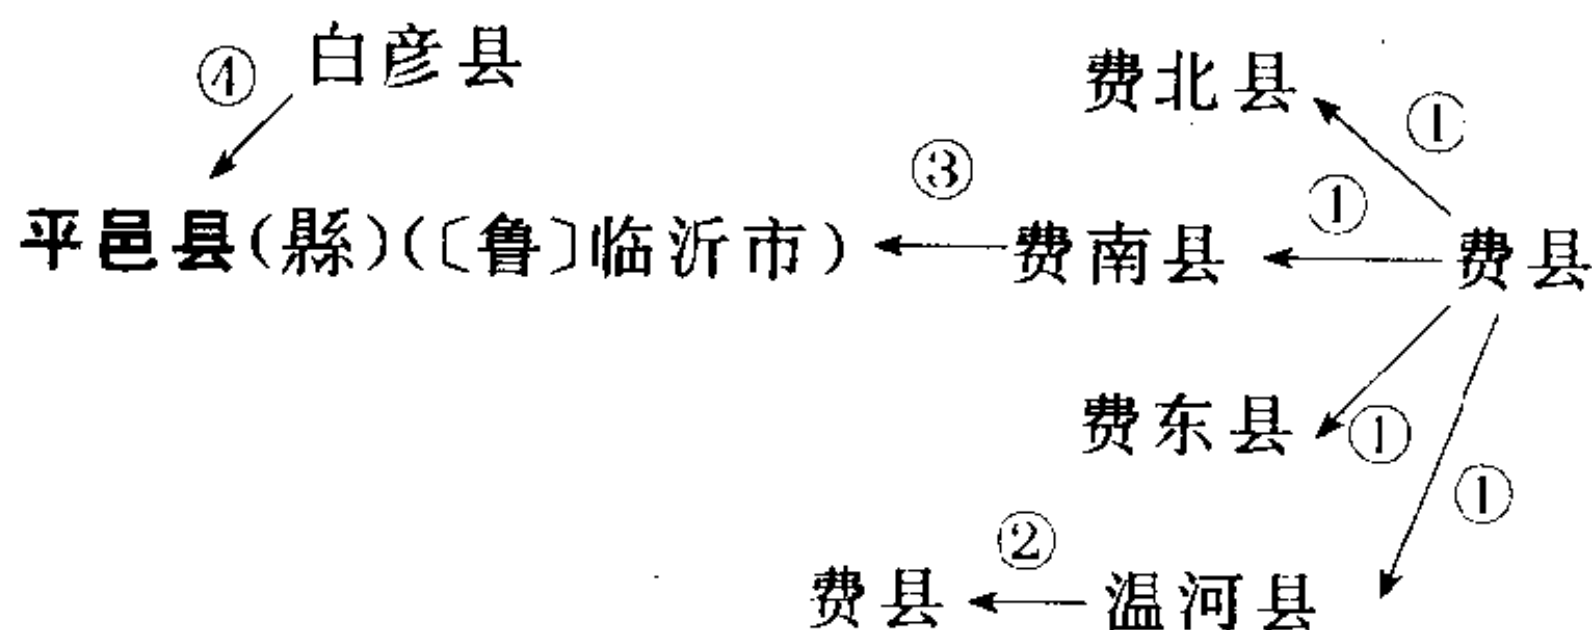 ④ 白彦县
费北县 ①
平邑县(縣)(〔鲁〕临沂市) ③ 费南县 ① 费县
费东县 ①
①
费县 ② 温河县